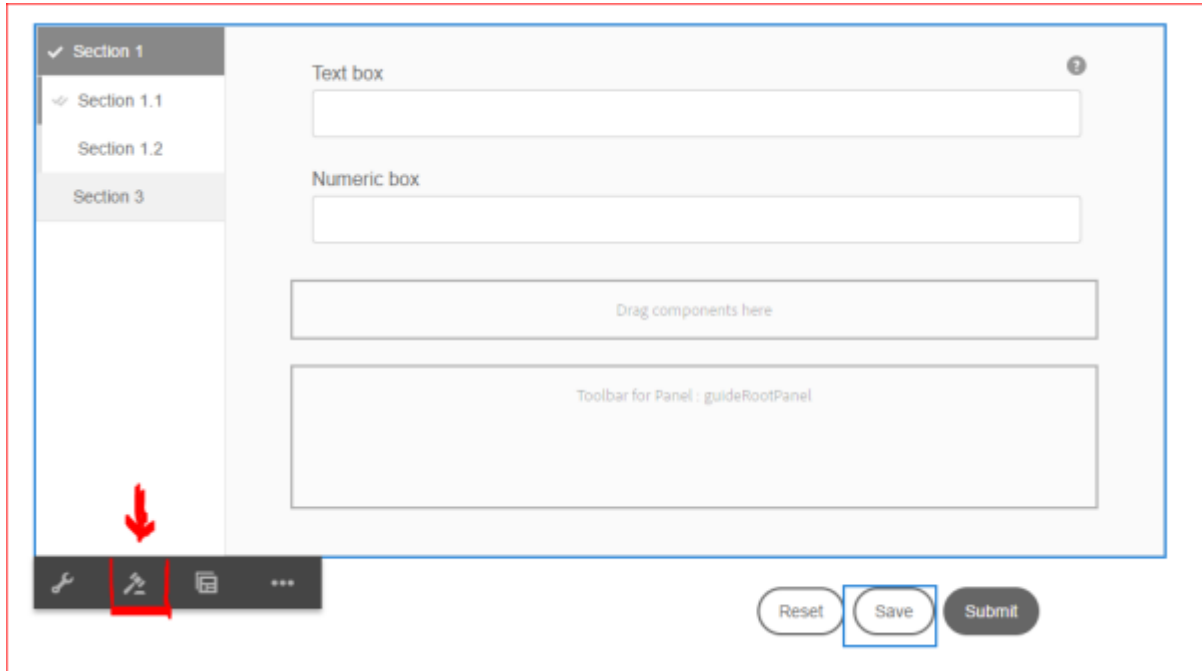 Section 1
Section 1.1
Section 1.2
Section 3
Text box
?
Numeric box
Drag components here
Toolbar for Panel : guideRootPanel
Reset
Save
Submit